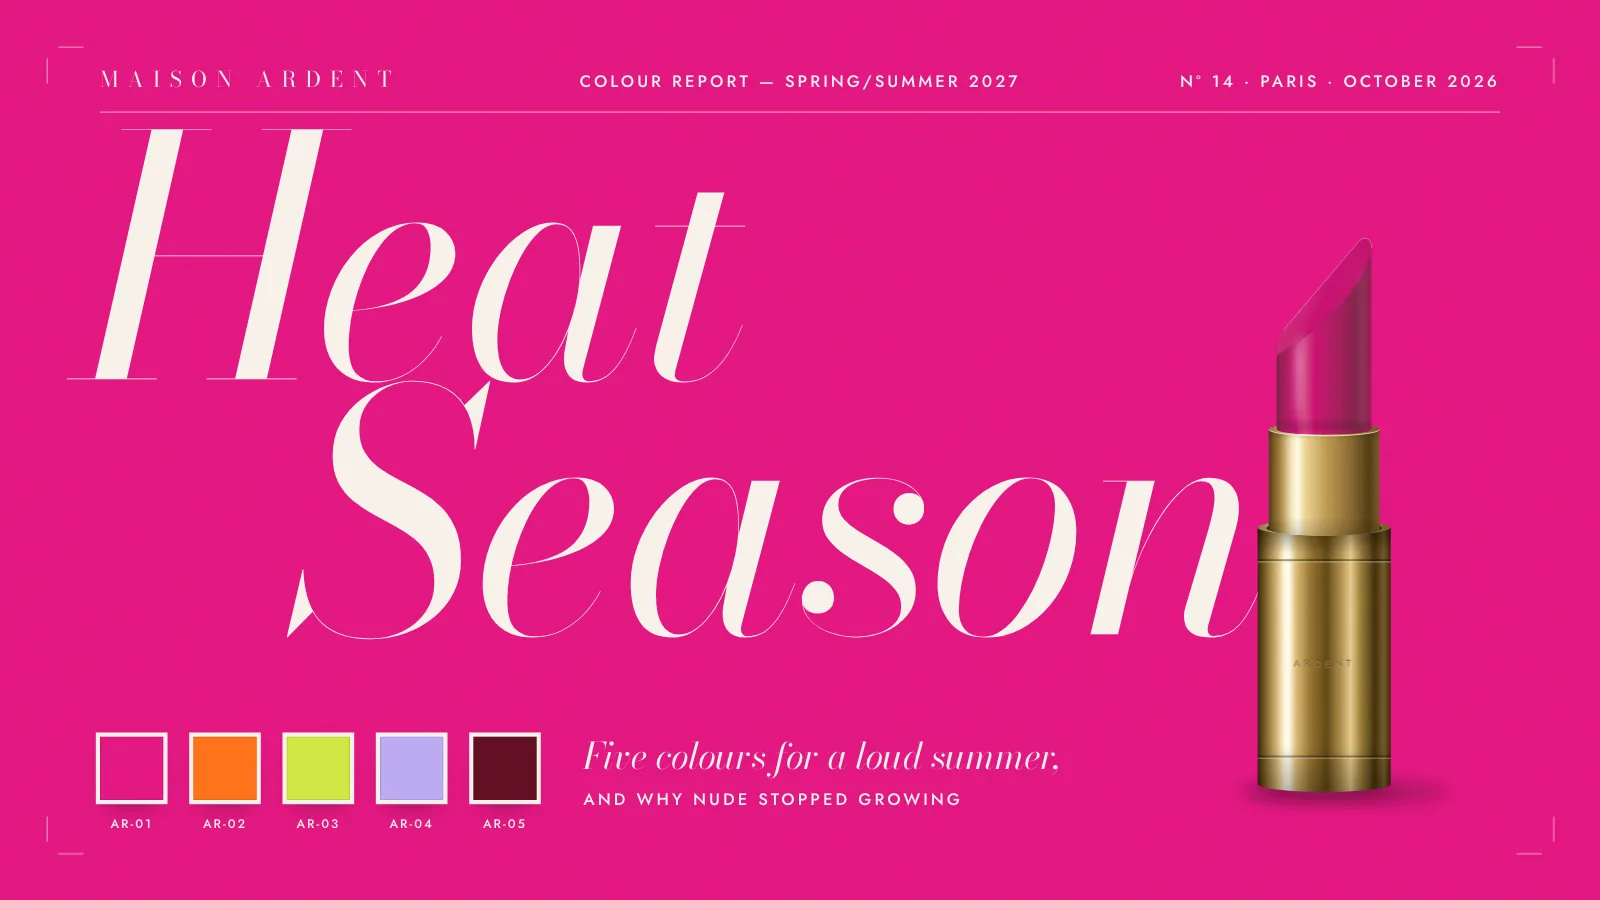 MAISON ARDENT
COLOUR REPORT — SPRING/SUMMER 2027
N° 14 · PARIS · OCTOBER 2026
Heat
Season
ARDENT
AR-01
AR-02
AR-03
AR-04
AR-05
Five colours for a loud summer,
AND WHY NUDE STOPPED GROWING